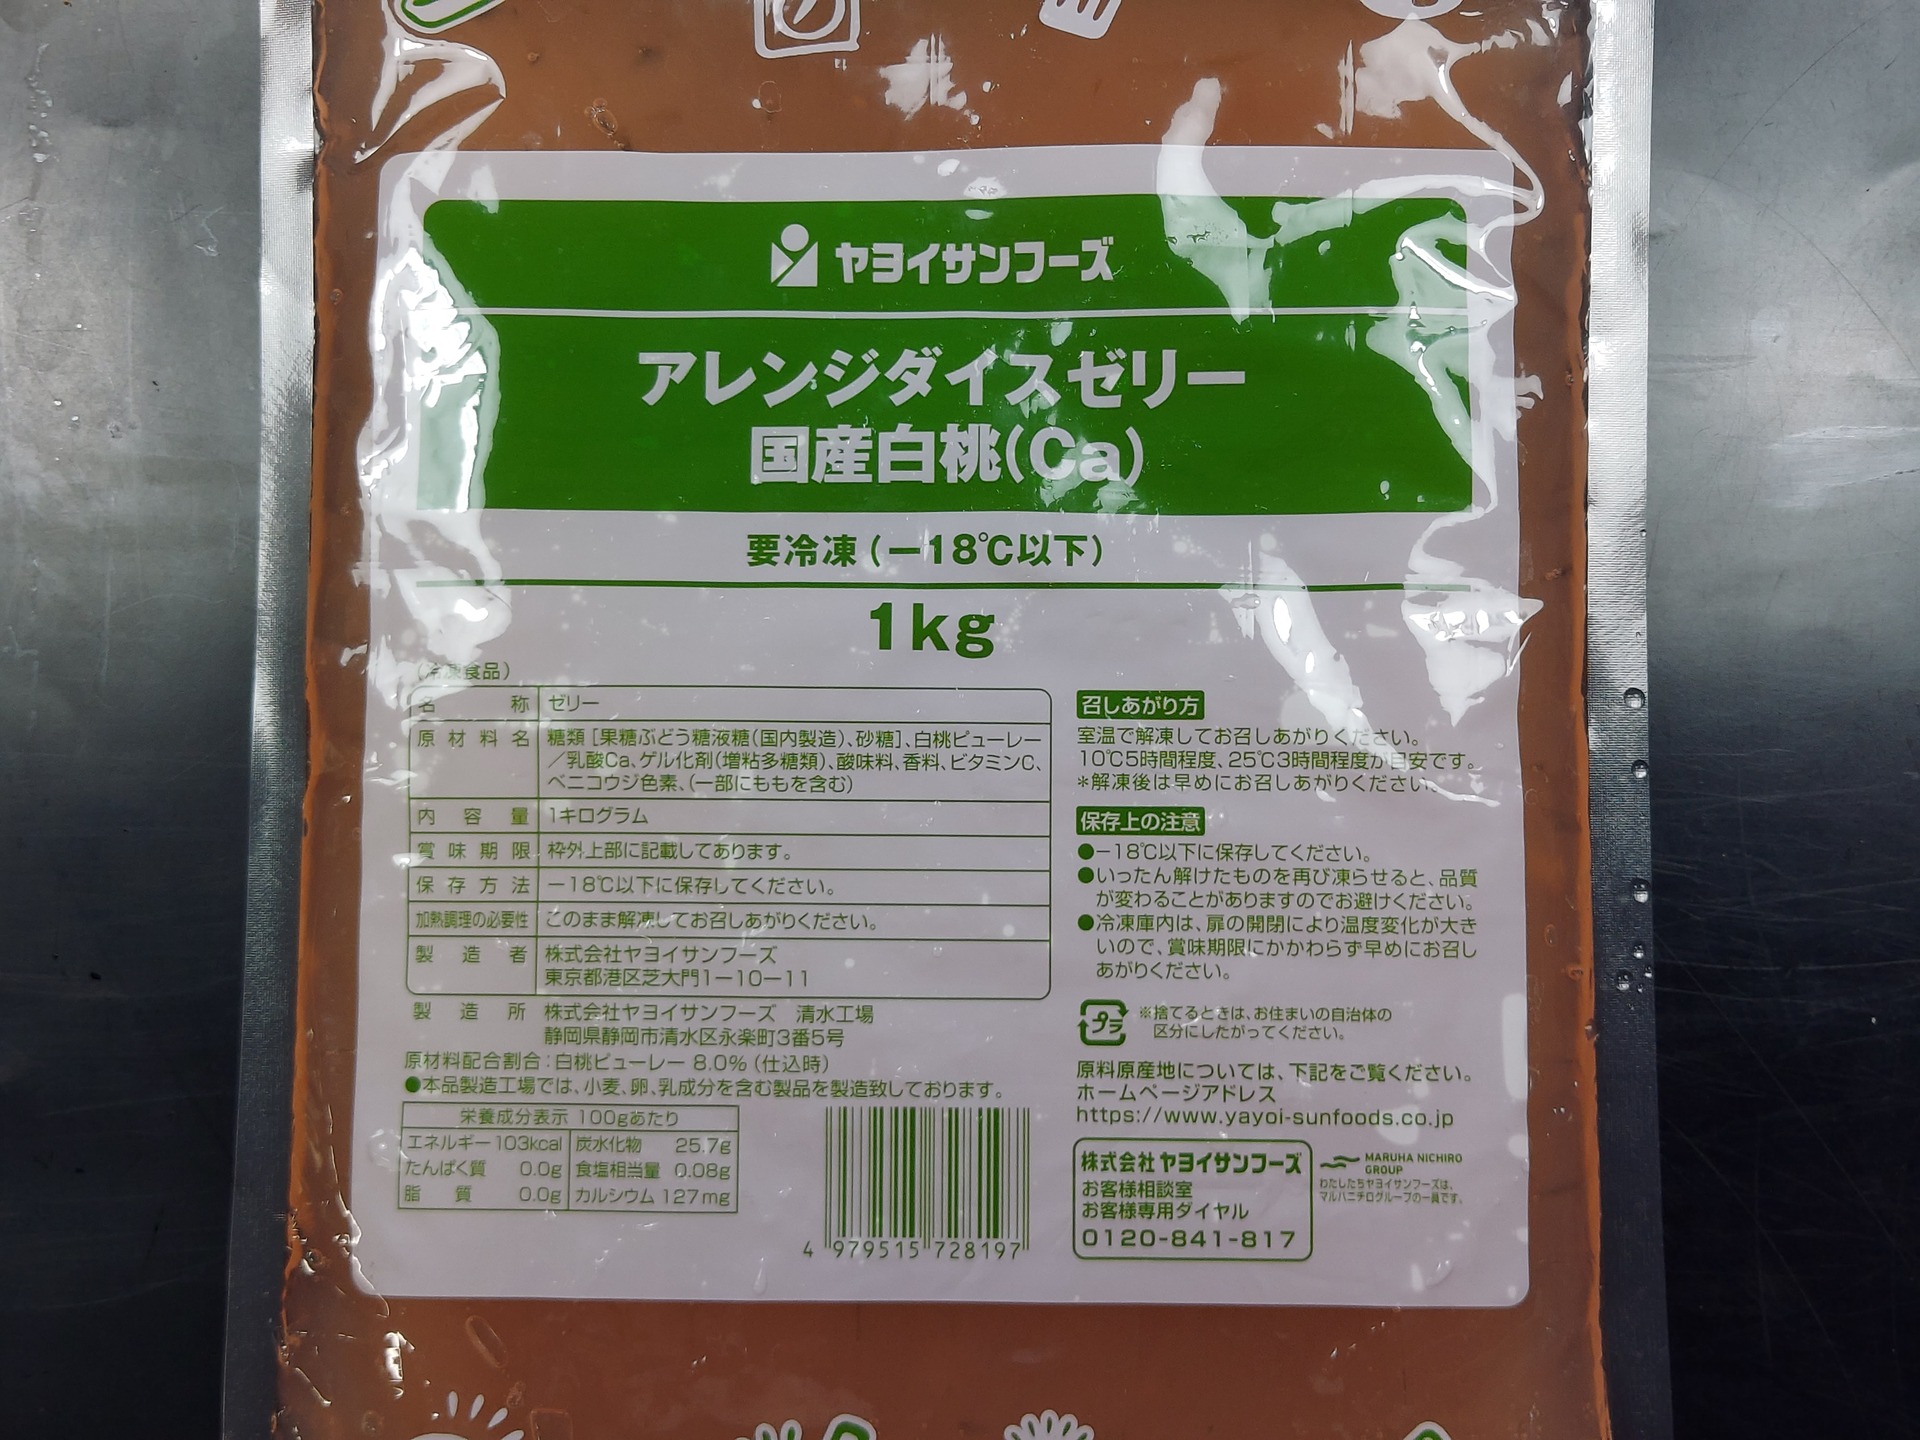 ヤヨイサンフーズ
アレンジダイスゼリー
国産白桃(Ca)
要冷凍(-18℃以下)
1kg
(冷凍食品)
名称 ゼリー
原材料名 糖類[果糖ぶどう糖液糖(国内製造)、砂糖]、白桃ピューレー
/乳酸Ca、ゲル化剤(増粘多糖類)、酸味料、香料、ビタミンC、
ベニコウジ色素、(一部にももを含む)
内容量 1キログラム
賞味期限 枠外上部に記載してあります。
保存方法 -18℃以下に保存してください。
加熱調理の必要性 このまま解凍してお召しあがりください。
製造者 株式会社ヤヨイサンフーズ
東京都港区芝大門1-10-11
製造所 株式会社ヤヨイサンフーズ 清水工場
静岡県静岡市清水区永楽町3番5号
原材料配合割合:白桃ピューレー 8.0%(仕込時)
●本品製造工場では、小麦、卵、乳成分を含む製品を製造致しております。
栄養成分表示 100gあたり
エネルギー 103kcal 炭水化物 25.7g
たんぱく質 0.0g 食塩相当量 0.08g
脂質 0.0g カルシウム 127mg
4 979515 728197
召しあがり方
室温で解凍してお召しあがりください。
10℃5時間程度、25℃3時間程度が目安です。
*解凍後は早めにお召しあがりください。
保存上の注意
●-18℃以下に保存してください。
●いったん解けたものを再び凍らせると、品質
が変わることがありますのでお避けください。
●冷凍庫内は、扉の開閉により温度変化が大き
いので、賞味期限にかかわらず早めにお召し
あがりください。
プラ
※捨てるときは、お住まいの自治体の
区分にしたがってください。
原料原産地については、下記をご覧ください。
ホームページアドレス
https://www.yayoi-sunfoods.co.jp
株式会社ヤヨイサンフーズ
お客様相談室
お客様専用ダイヤル
0120-841-817
MARUHA NICHIRO
GROUP
わたしたちヤヨイサンフーズは、
マルハニチログループの一員です。